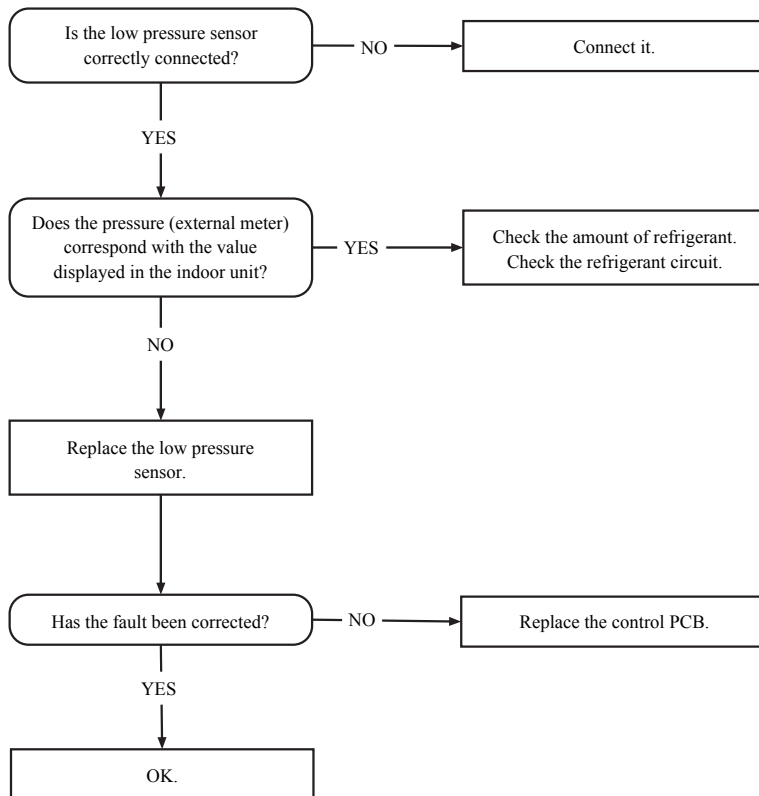 Is the low pressure sensor
correctly connected?
NO
Connect it.
YES
Does the pressure (external meter)
correspond with the value
displayed in the indoor unit?
YES
Check the amount of refrigerant.
Check the refrigerant circuit.
NO
Replace the low pressure
sensor.
Has the fault been corrected?
NO
Replace the control PCB.
YES
OK.